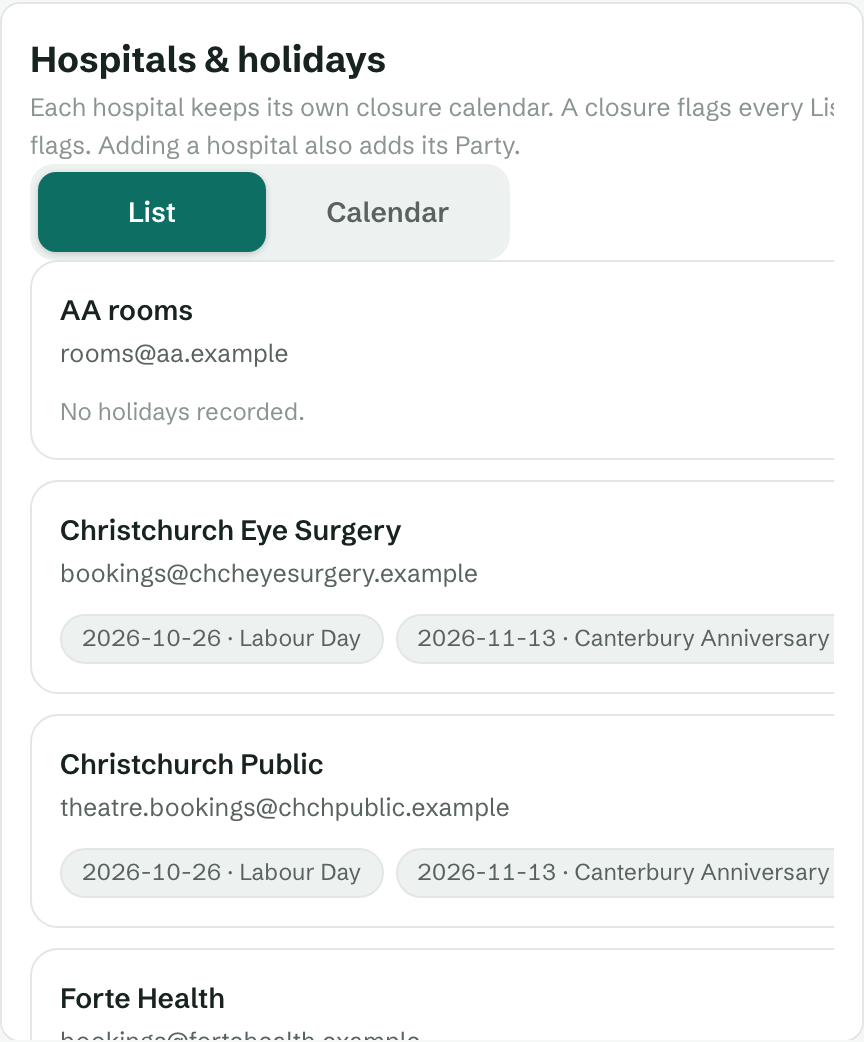 Hospitals & holidays
Each hospital keeps its own closure calendar. A closure flags every
flags. Adding a hospital also adds its Party.
List Calendar
AA rooms
rooms@aa.example
No holidays recorded.
Christchurch Eye Surgery
bookings@chcheyesurgery.example
2026-10-26 · Labour Day 2026-11-13 · Canterbury Anniversary
Christchurch Public
theatre.bookings@chchpublic.example
2026-10-26 · Labour Day 2026-11-13 · Canterbury Anniversary
Forte Health
bookings@fortehealth.example